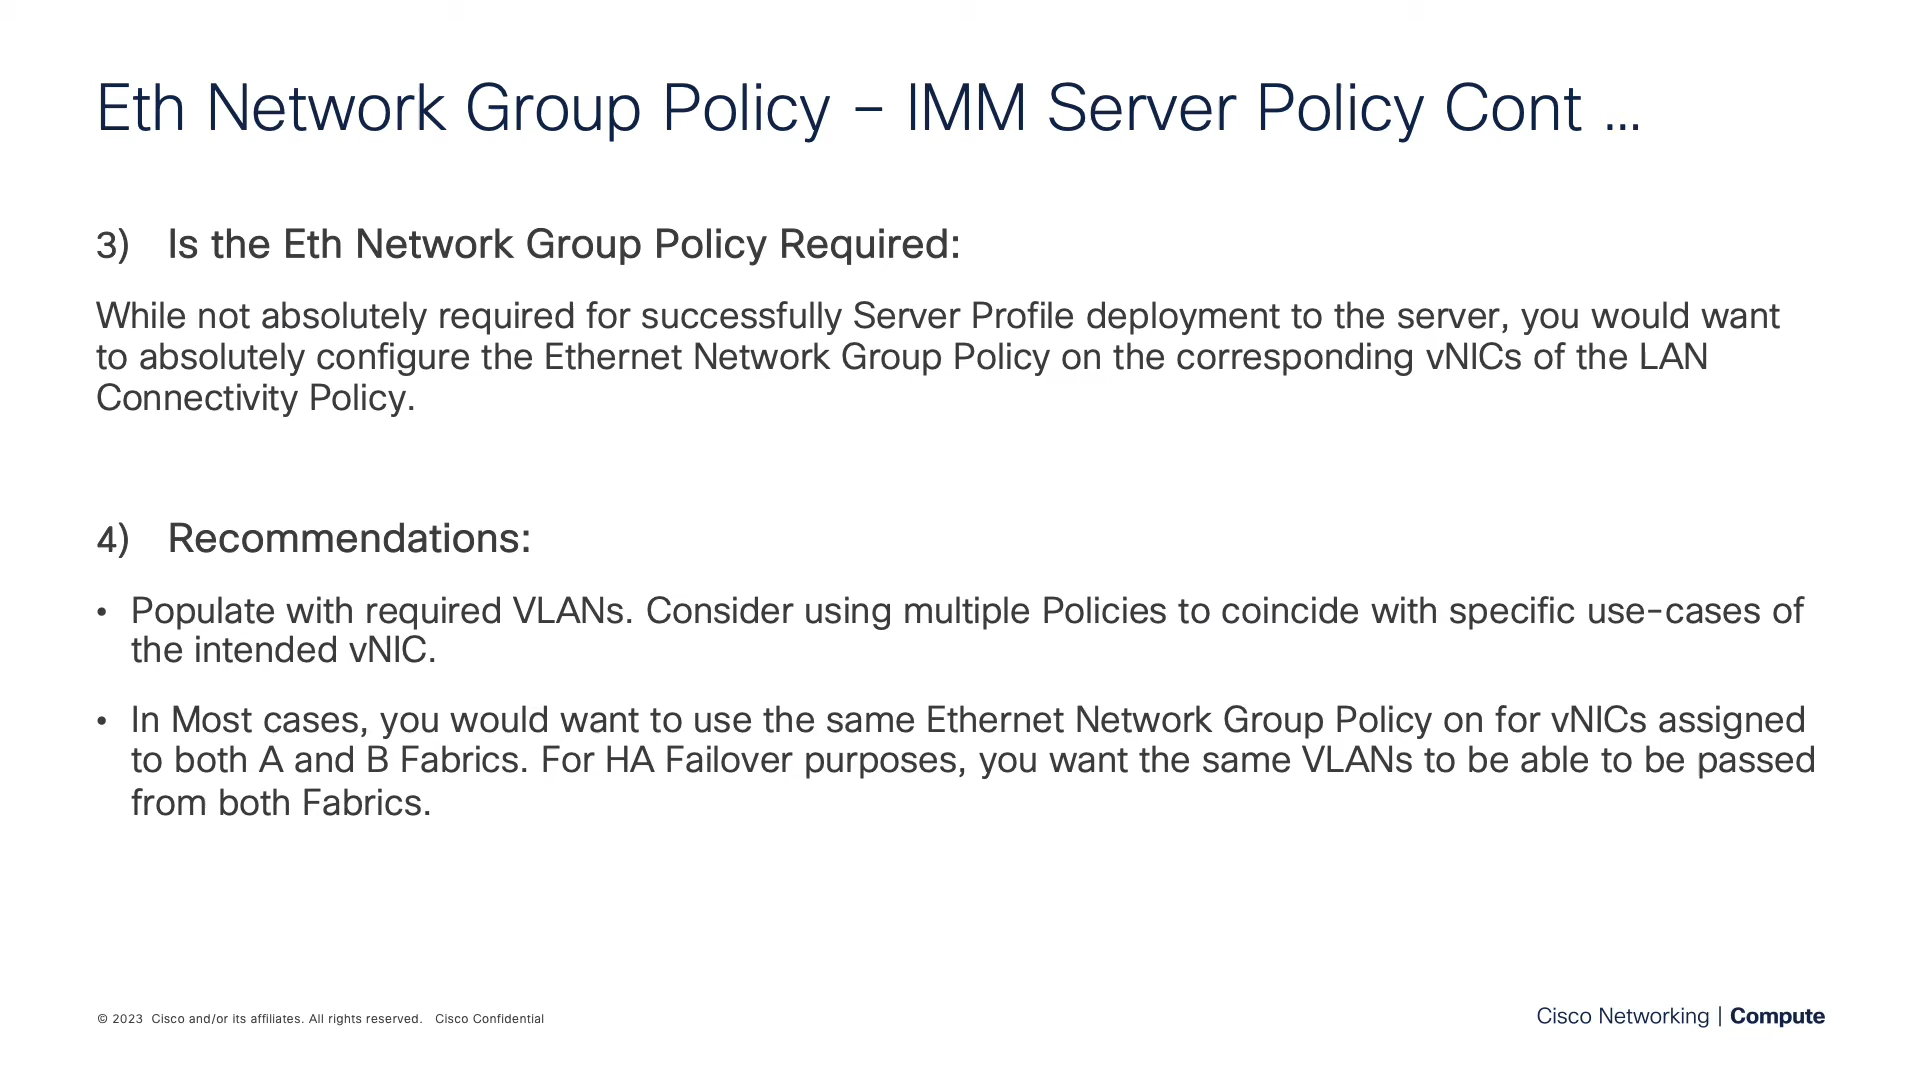 Eth Network Group Policy – IMM Server Policy Cont ...
3) Is the Eth Network Group Policy Required:
While not absolutely required for successfully Server Profile deployment to the server, you would want
to absolutely configure the Ethernet Network Group Policy on the corresponding vNICs of the LAN
Connectivity Policy.
4) Recommendations:
• Populate with required VLANs. Consider using multiple Policies to coincide with specific use-cases of
the intended vNIC.
• In Most cases, you would want to use the same Ethernet Network Group Policy on for vNICs assigned
to both A and B Fabrics. For HA Failover purposes, you want the same VLANs to be able to be passed
from both Fabrics.
© 2023 Cisco and/or its affiliates. All rights reserved. Cisco Confidential
Cisco Networking | Compute